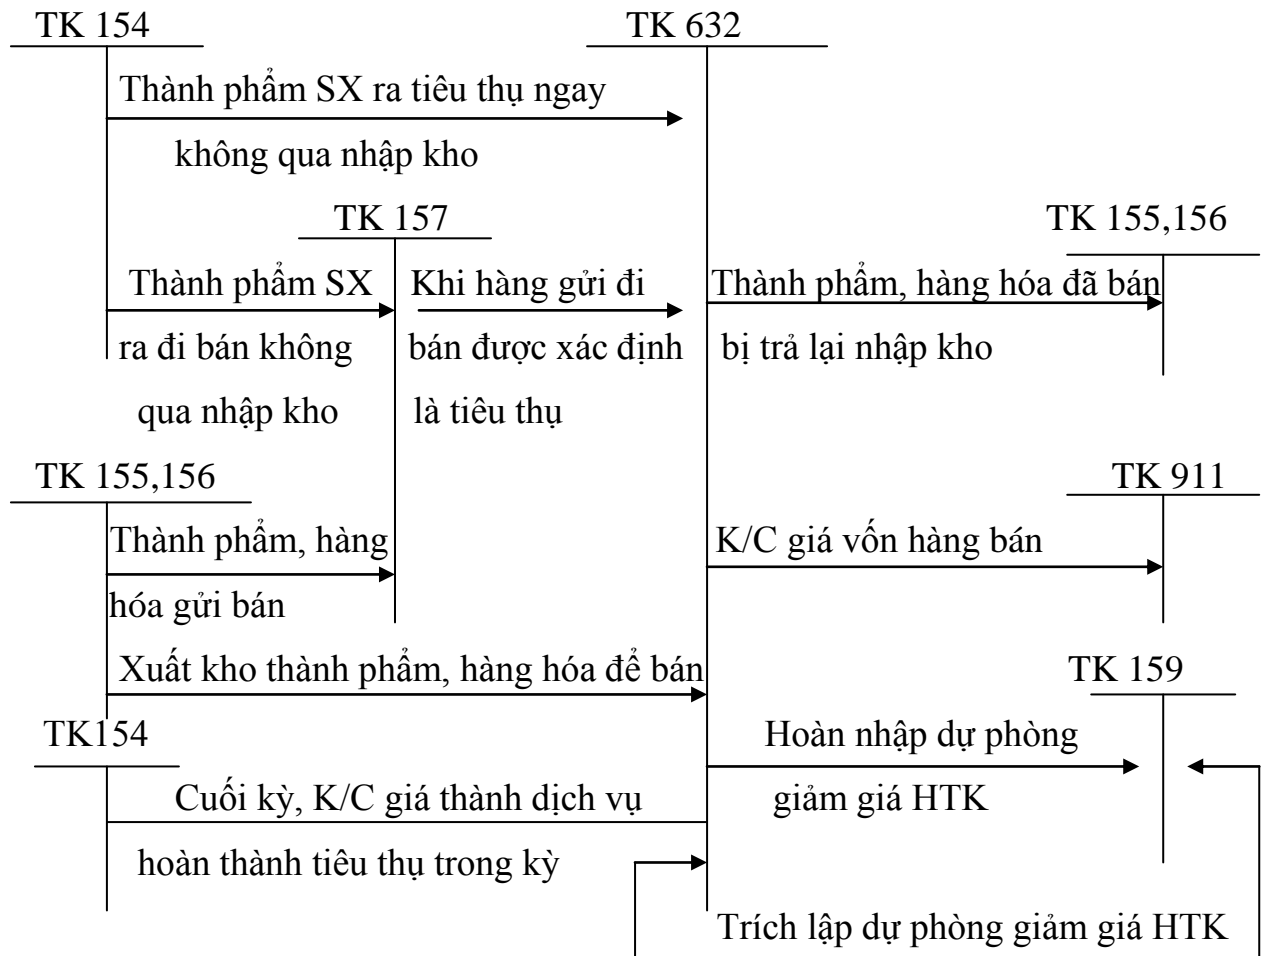 TK 154
TK 632
Thành phẩm SX ra tiêu thụ ngay
không qua nhập kho
TK 157
TK 155,156
Thành phẩm SX
ra đi bán không
qua nhập kho
Khi hàng gửi đi
bán được xác định
là tiêu thụ
Thành phẩm, hàng hóa đã bán
bị trả lại nhập kho
TK 155,156
TK 911
Thành phẩm, hàng
hóa gửi bán
K/C giá vốn hàng bán
Xuất kho thành phẩm, hàng hóa để bán
TK 159
TK154
Hoàn nhập dự phòng
giảm giá HTK
Cuối kỳ, K/C giá thành dịch vụ
hoàn thành tiêu thụ trong kỳ
Trích lập dự phòng giảm giá HTK